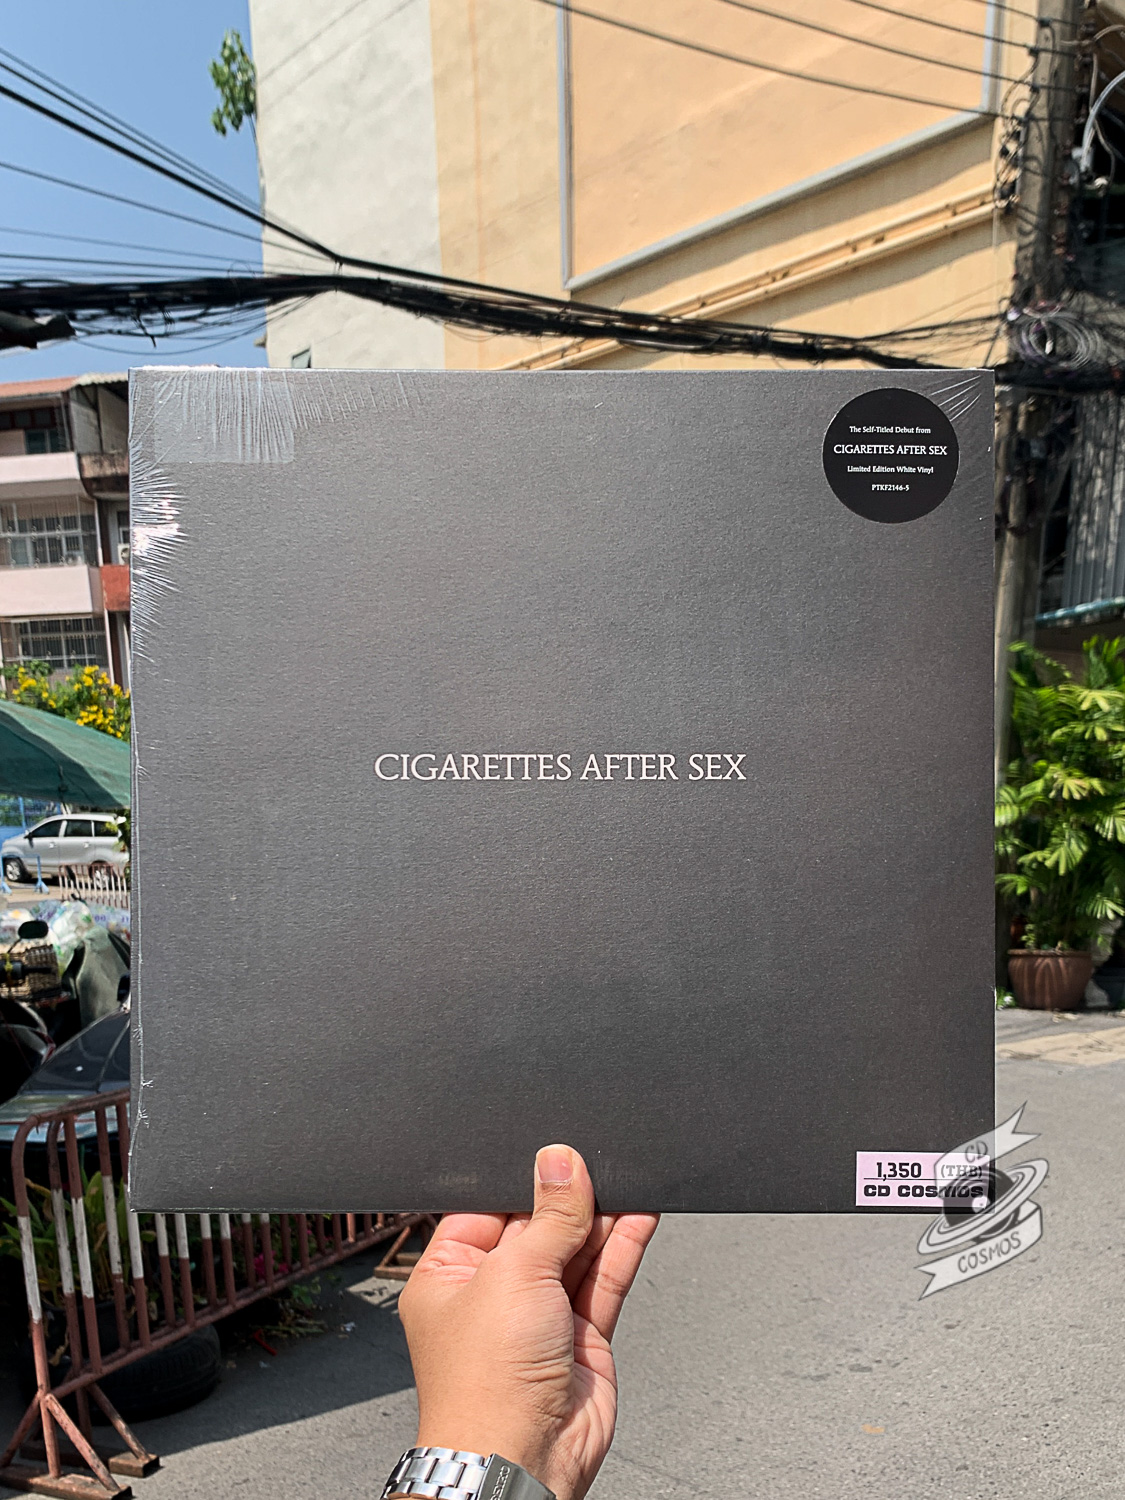 The Self-Titled Debut from
CIGARETTES AFTER SEX
Limited Edition White Vinyl
PTKF2146-5
CIGARETTES AFTER SEX
1,350 (THB)
CD COSMOS
CD
COSMOS
SEIKO